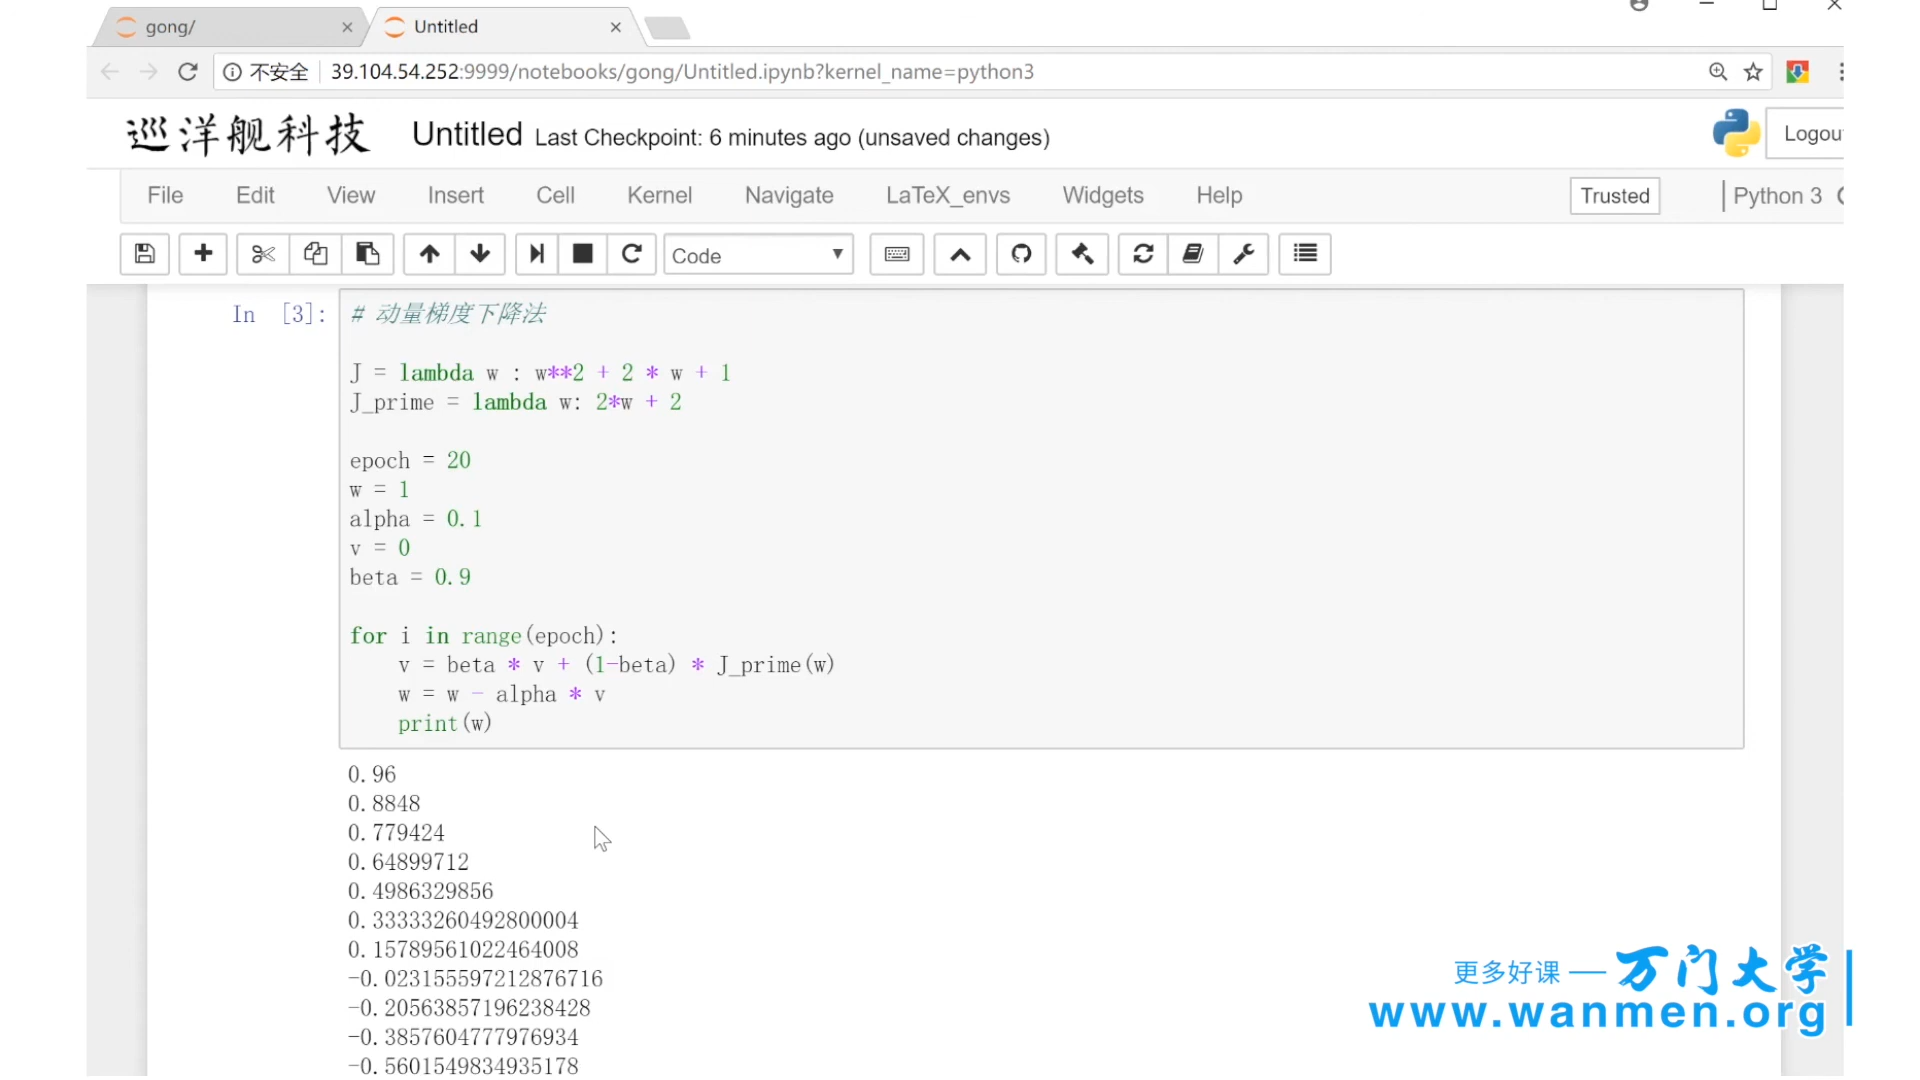 gong/
Untitled
不安全 39.104.54.252:9999/notebooks/gong/Untitled.ipynb?kernel_name=python3
巡洋舰科技 Untitled Last Checkpoint: 6 minutes ago (unsaved changes)
Logou
File Edit View Insert Cell Kernel Navigate LaTeX_envs Widgets Help Trusted Python 3
Code
In [3]: # 动量梯度下降法
J = lambda w : w**2 + 2 * w + 1
J_prime = lambda w: 2*w + 2
epoch = 20
w = 1
alpha = 0.1
v = 0
beta = 0.9
for i in range(epoch):
v = beta * v + (1-beta) * J_prime(w)
w = w - alpha * v
print(w)
0.96
0.8848
0.779424
0.64899712
0.4986329856
0.33333260492800004
0.15789561022464008
-0.023155597212876716
-0.20563857196238428
-0.3857604777976934
-0.5601549834935178
更多好课 — 万门大学
www.wanmen.org